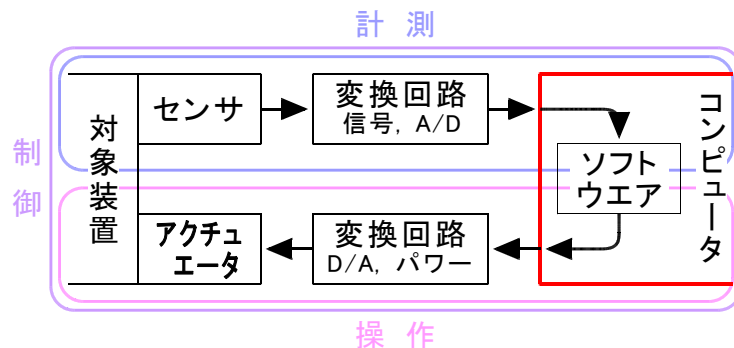 計 測
制御
対象装置
センサ
変換回路
信号, A/D
コンピュータ
ソフト
ウエア
アクチュ
エータ
変換回路
D/A, パワー
操 作